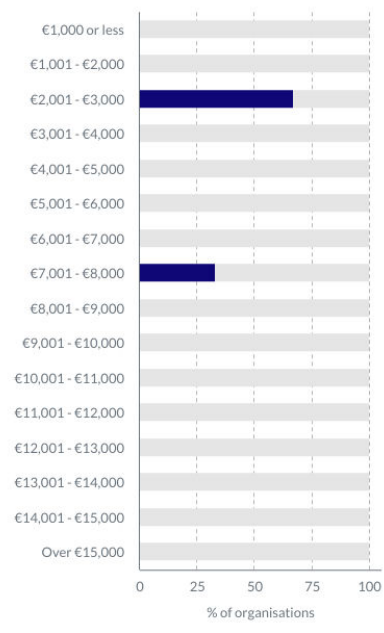 €1,000 or less
€1,001 - €2,000
€2,001 - €3,000
€3,001 - €4,000
€4,001 - €5,000
€5,001 - €6,000
€6,001 - €7,000
€7,001 - €8,000
€8,001 - €9,000
€9,001 - €10,000
€10,001 - €11,000
€11,001 - €12,000
€12,001 - €13,000
€13,001 - €14,000
€14,001 - €15,000
Over €15,000
0 25 50 75 100
% of organisations